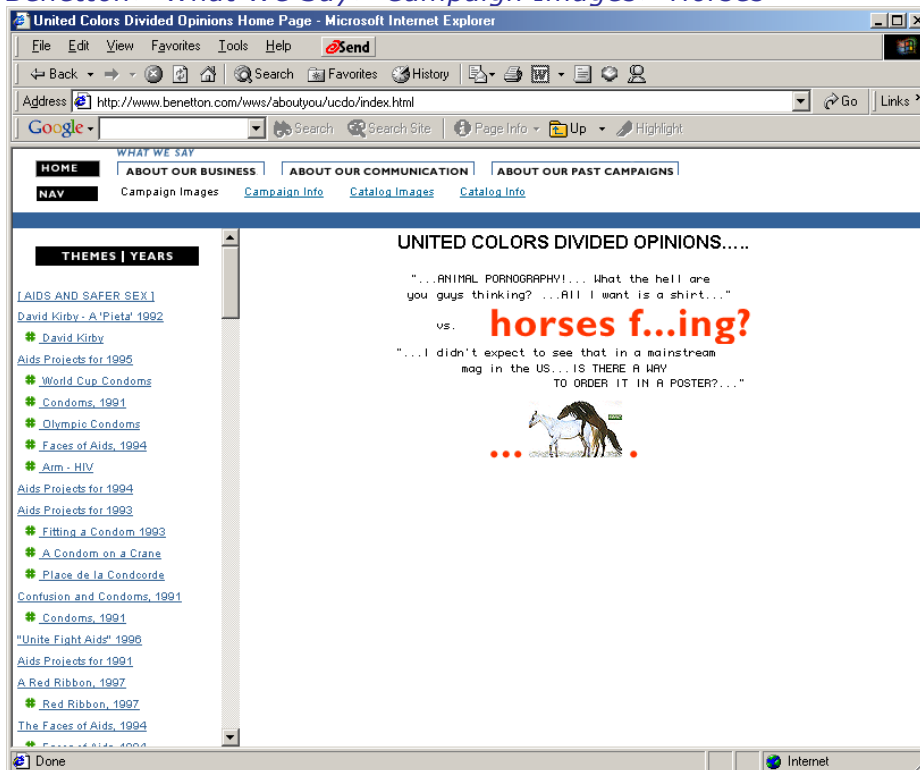 Benetton - What We Say - Campaign Images - Horses
United Colors Divided Opinions Home Page - Microsoft Internet Explorer
File Edit View Favorites Tools Help Send
Back Search Favorites History
Address http://www.benetton.com/wws/aboutyou/ucdo/index.html Go Links
Google Search Search Site Page Info Up Highlight
WHAT WE SAY
HOME ABOUT OUR BUSINESS ABOUT OUR COMMUNICATION ABOUT OUR PAST CAMPAIGNS
NAV Campaign Images Campaign Info Catalog Images Catalog Info
THEMES | YEARS
[ AIDS AND SAFER SEX ]
David Kirby - A 'Pieta' 1992
David Kirby
Aids Projects for 1995
World Cup Condoms
Condoms, 1991
Olympic Condoms
Faces of Aids, 1994
Arm - HIV
Aids Projects for 1994
Aids Projects for 1993
Fitting a Condom 1993
A Condom on a Crane
Place de la Condcorde
Confusion and Condoms, 1991
Condoms, 1991
"Unite Fight Aids" 1996
Aids Projects for 1991
A Red Ribbon, 1997
Red Ribbon, 1997
The Faces of Aids, 1994
UNITED COLORS DIVIDED OPINIONS.....
"...ANIMAL PORNOGRAPHY!... What the hell are
you guys thinking? ...All I want is a shirt..."
vs. horses f...ing?
"...I didn't expect to see that in a mainstream
mag in the US...IS THERE A WAY
TO ORDER IT IN A POSTER?..."
... .
Done Internet